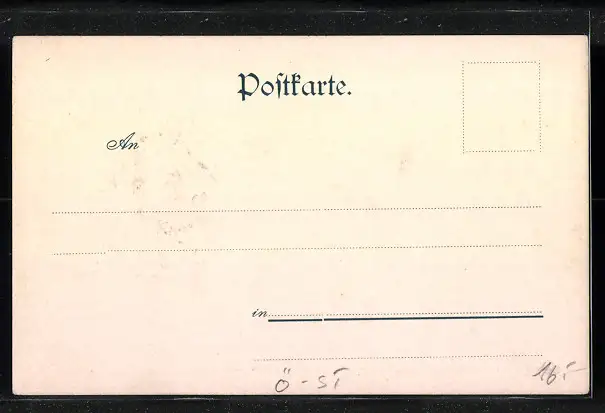 Postkarte.
An
in
Ö - ST